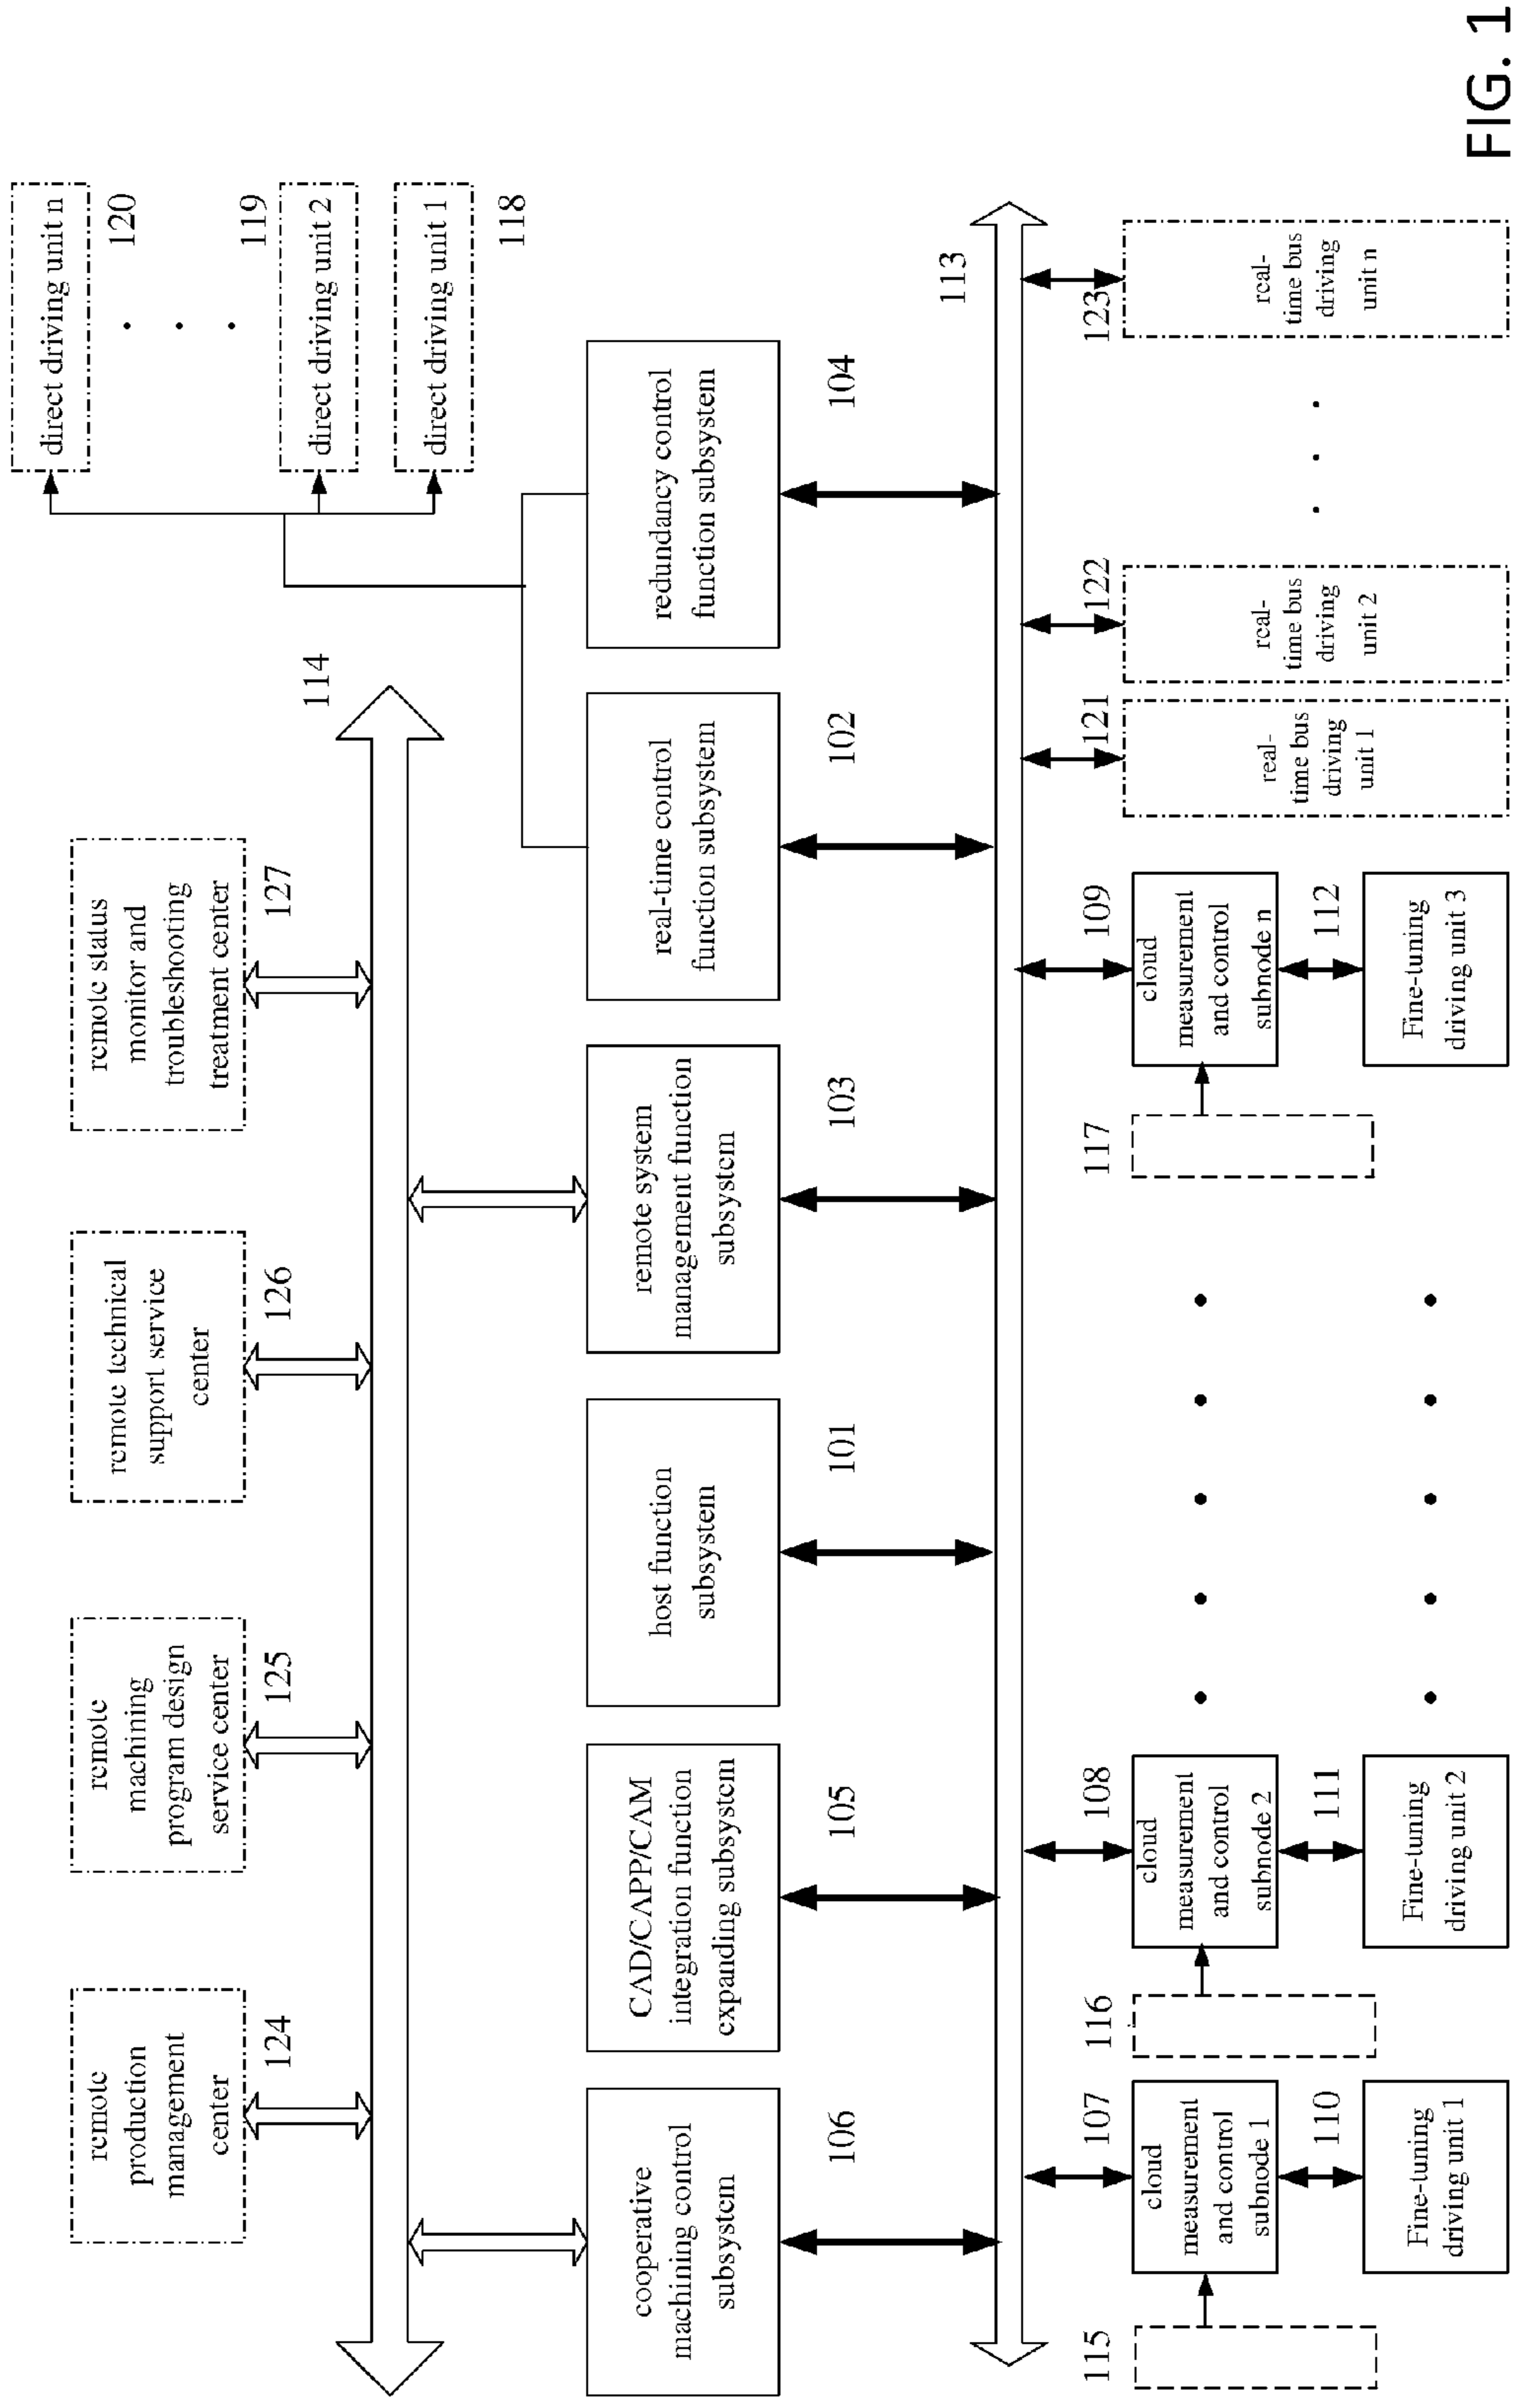 direct driving unit n
120
119
direct driving unit 2
direct driving unit 1
118
remote
production
management
center
124
remote
machining
program design
service center
125
remote technical
support service
center
126
remote status
monitor and
troubleshooting
treatment center
127
114
cooperative
machining control
subsystem
106
CAD/CAPP/CAM
integration function
expanding subsystem
105
host function
subsystem
101
remote system
management function
subsystem
103
real-time control
function subsystem
102
redundancy control
function subsystem
104
113
115
107
cloud
measurement
and control
subnode 1
110
Fine-tuning
driving unit 1
116
108
cloud
measurement
and control
subnode 2
111
Fine-tuning
driving unit 2
117
109
cloud
measurement
and control
subnode n
112
Fine-tuning
driving unit 3
121
real-
time bus
driving
unit 1
122
real-
time bus
driving
unit 2
123
real-
time bus
driving
unit n
FIG. 1